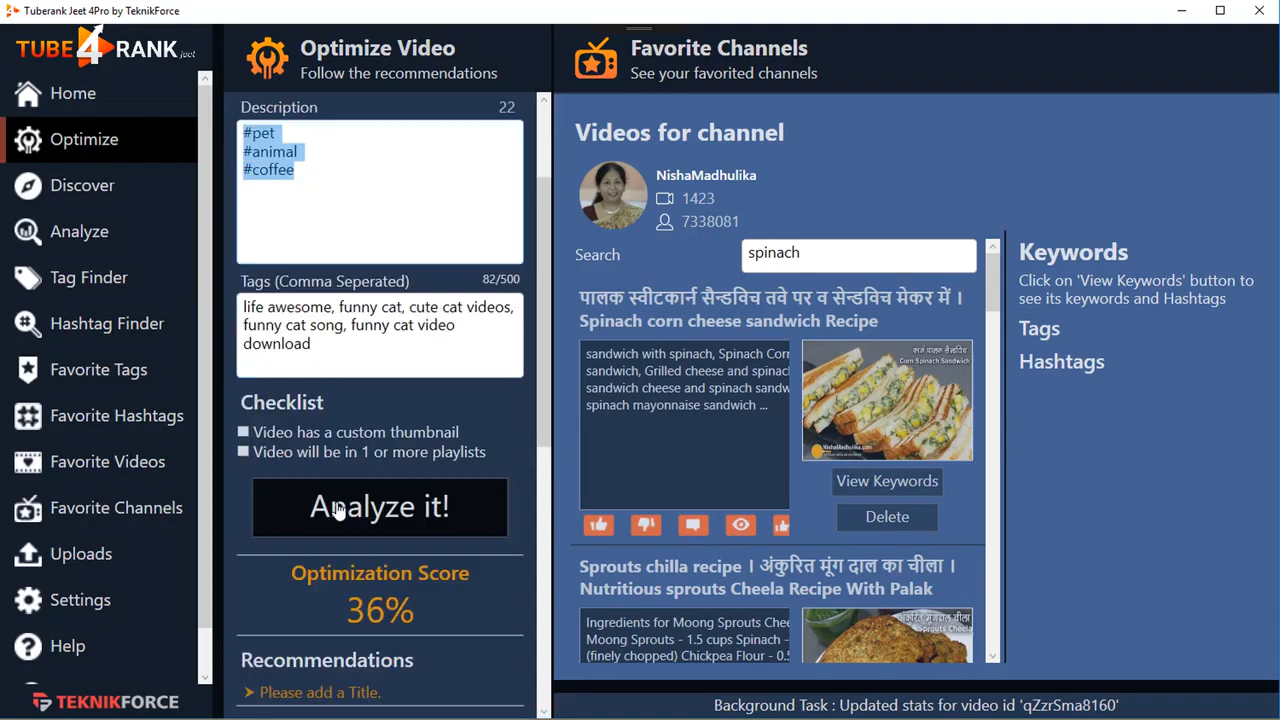 Tuberank Jeet 4Pro by TeknikForce
TUBE 4 RANK jeet
Home
Optimize
Discover
Analyze
Tag Finder
Hashtag Finder
Favorite Tags
Favorite Hashtags
Favorite Videos
Favorite Channels
Uploads
Settings
Help
TEKNIKFORCE
Optimize Video
Follow the recommendations
Description 22
#pet
#animal
#coffee
Tags (Comma Seperated) 82/500
life awesome, funny cat, cute cat videos,
funny cat song, funny cat video
download
Checklist
Video has a custom thumbnail
Video will be in 1 or more playlists
Analyze it!
Optimization Score
36%
Recommendations
Please add a Title.
Favorite Channels
See your favorited channels
Videos for channel
NishaMadhulika
1423
7338081
Search spinach
पालक स्वीटकार्न सैन्डविच तवे पर व सेन्डविच मेकर में ।
Spinach corn cheese sandwich Recipe
sandwich with spinach, Spinach Corn
sandwich, Grilled cheese and spinach
sandwich cheese and spinach sandw
spinach mayonnaise sandwich ...
कार्न पालक सैन्डविच
Corn Spinach Sandwich
NishaMadhulika.com
View Keywords
Delete
Sprouts chilla recipe । अंकुरित मूंग दाल का चीला ।
Nutritious sprouts Cheela Recipe With Palak
Ingredients for Moong Sprouts Chee
Moong Sprouts - 1.5 cups Spinach -
(finely chopped) Chickpea Flour - 0.5
अंकुरित मूंगदाल चीला
Sprouts Cheela
Keywords
Click on 'View Keywords' button to
see its keywords and Hashtags
Tags
Hashtags
Background Task : Updated stats for video id 'qZzrSma8160'